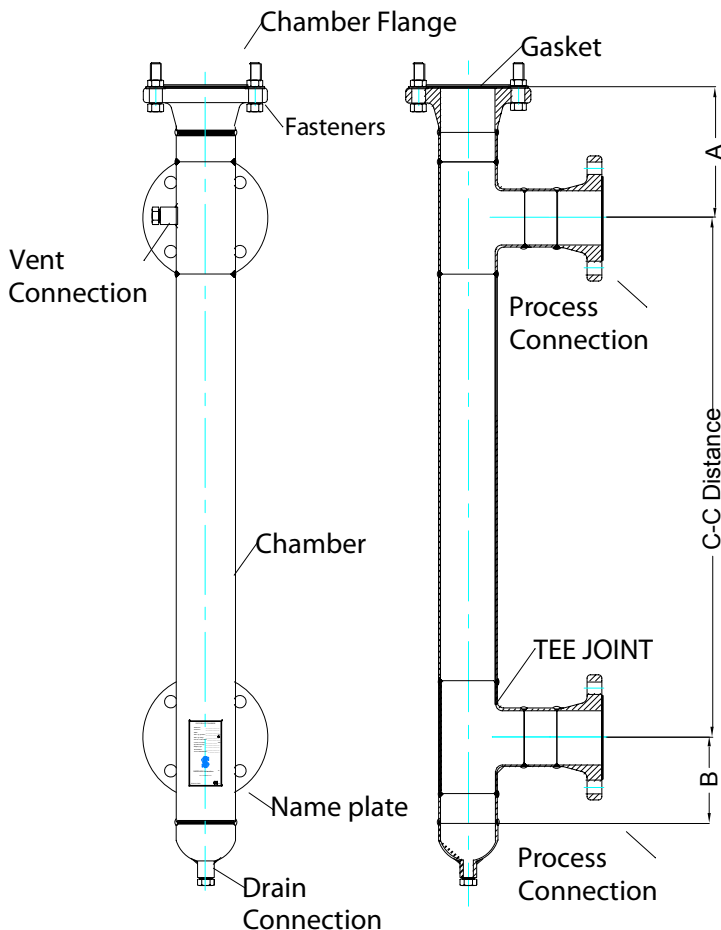 Chamber Flange
Gasket
Fasteners
A
Vent
Connection
Process
Connection
C-C Distance
Chamber
TEE JOINT
B
Name plate
Process
Connection
Drain
Connection